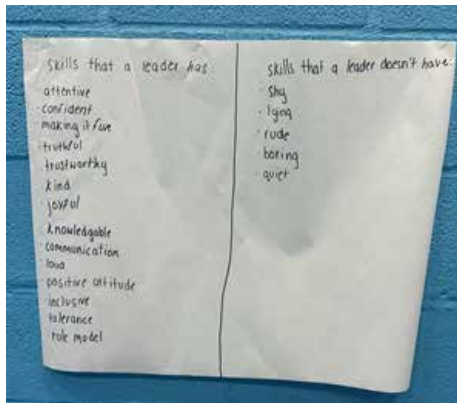 skills that a leader has:
attentive
· confident
· making it fun
· truthful
trustworthy
· kind
· joyful
knowledgable
· communication
· loud
· positive attitude
· inclusive
· tolerance
role model
skills that a leader doesn't have:
· shy
· lying
· rude
· boring
· quiet